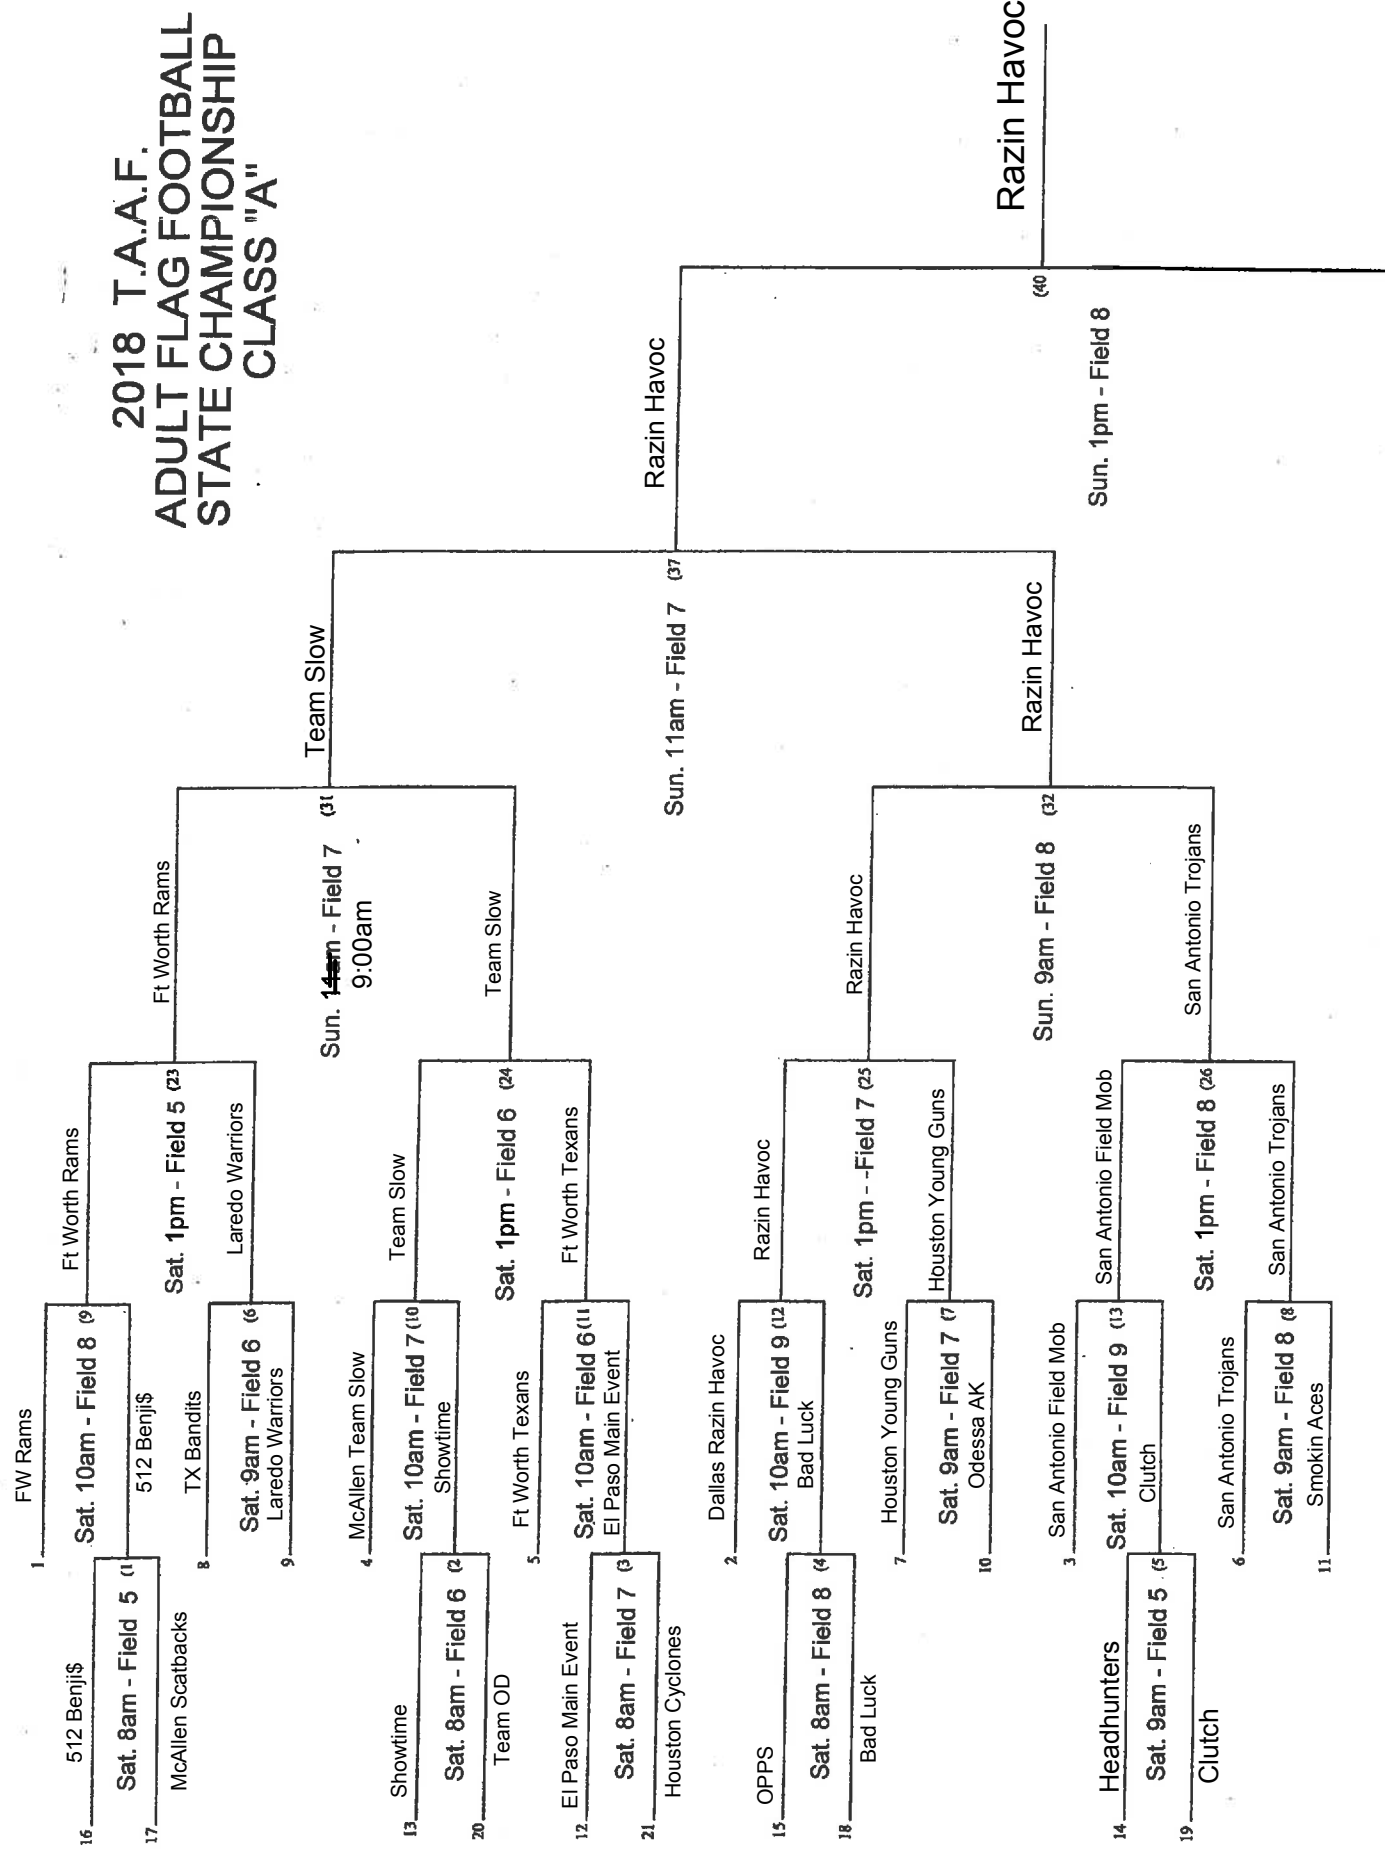 2018 T.A.A.F.
ADULT FLAG FOOTBALL
STATE CHAMPIONSHIP
CLASS "A"
1
FW Rams
Sat. 10am - Field 8 (9
Ft Worth Rams
16
512 Benji$
Sat. 8am - Field 5 (1
512 Benji$
17
McAllen Scatbacks
Sat. 1pm - Field 5 (23
Ft Worth Rams
8
TX Bandits
Sat. 9am - Field 6 (6
Laredo Warriors
9
Laredo Warriors
Sun. - Field 7 (31
9:00am
Team Slow
4
McAllen Team Slow
Sat. 10am - Field 7 (10
Team Slow
13
Showtime
Sat. 8am - Field 6 (2
Showtime
20
Team OD
Sat. 1pm - Field 6 (24
Team Slow
5
Ft Worth Texans
Sat. 10am - Field 6 (11
Ft Worth Texans
12
El Paso Main Event
Sat. 8am - Field 7 (3
El Paso Main Event
21
Houston Cyclones
Sun. 11am - Field 7 (37
Razin Havoc
2
Dallas Razin Havoc
Sat. 10am - Field 9 (12
Razin Havoc
15
OPPS
Sat. 8am - Field 8 (4
Bad Luck
18
Bad Luck
Sat. 1pm - -Field 7 (25
Razin Havoc
7
Houston Young Guns
Sat. 9am - Field 7 (7
Houston Young Guns
10
Odessa AK
Sun. 9am - Field 8 (32
Razin Havoc
3
San Antonio Field Mob
Sat. 10am - Field 9 (13
San Antonio Field Mob
14
Headhunters
Sat. 9am - Field 5 (5
Clutch
19
Clutch
Sat. 1pm - Field 8 (26
San Antonio Trojans
6
San Antonio Trojans
Sat. 9am - Field 8 (8
San Antonio Trojans
11
Smokin Aces
Sun. 1pm - Field 8
(40
Razin Havoc